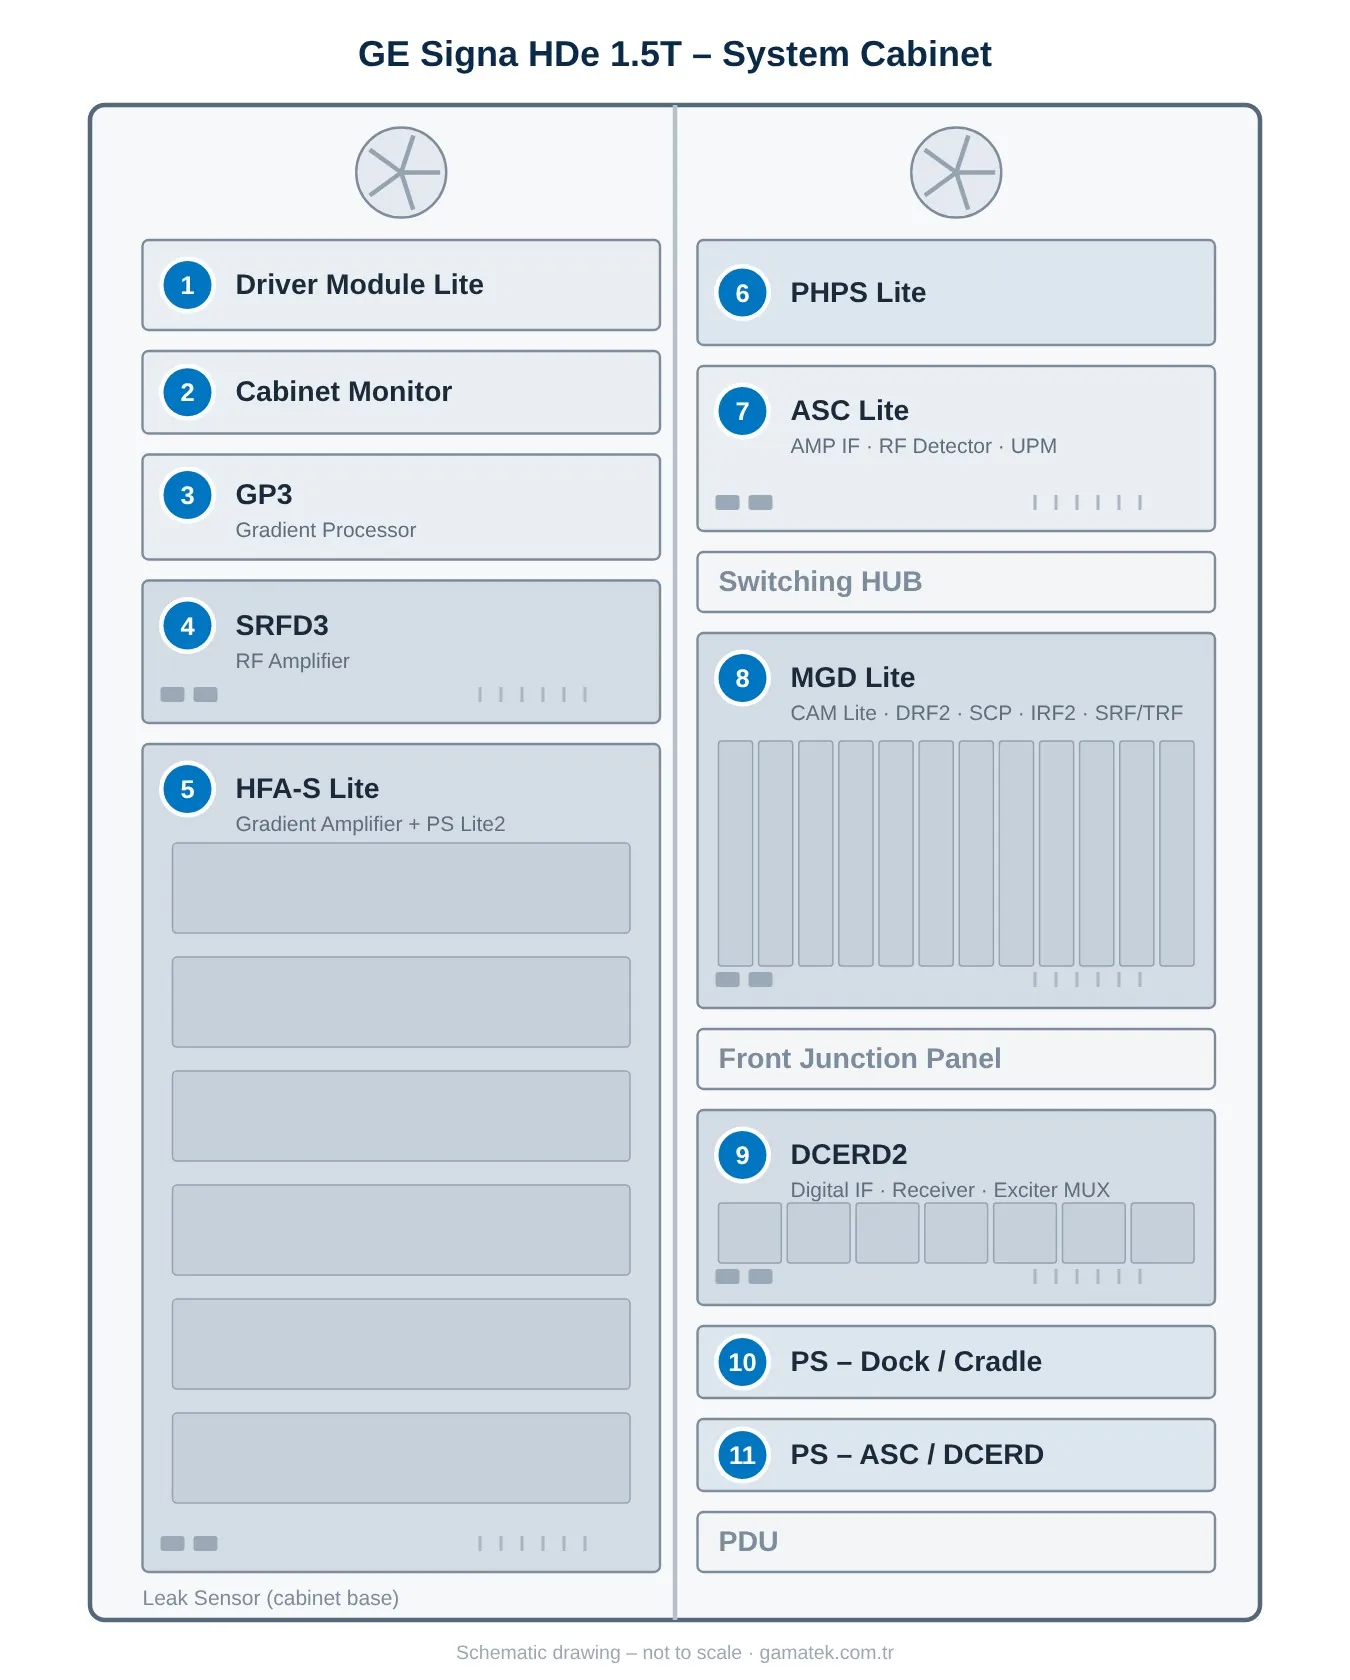 GE Signa HDe 1.5T – System Cabinet
1 Driver Module Lite
2 Cabinet Monitor
3 GP3
Gradient Processor
4 SRFD3
RF Amplifier
5 HFA-S Lite
Gradient Amplifier + PS Lite2
Leak Sensor (cabinet base)
6 PHPS Lite
7 ASC Lite
AMP IF · RF Detector · UPM
Switching HUB
8 MGD Lite
CAM Lite · DRF2 · SCP · IRF2 · SRF/TRF
Front Junction Panel
9 DCERD2
Digital IF · Receiver · Exciter MUX
10 PS – Dock / Cradle
11 PS – ASC / DCERD
PDU
Schematic drawing – not to scale · gamatek.com.tr